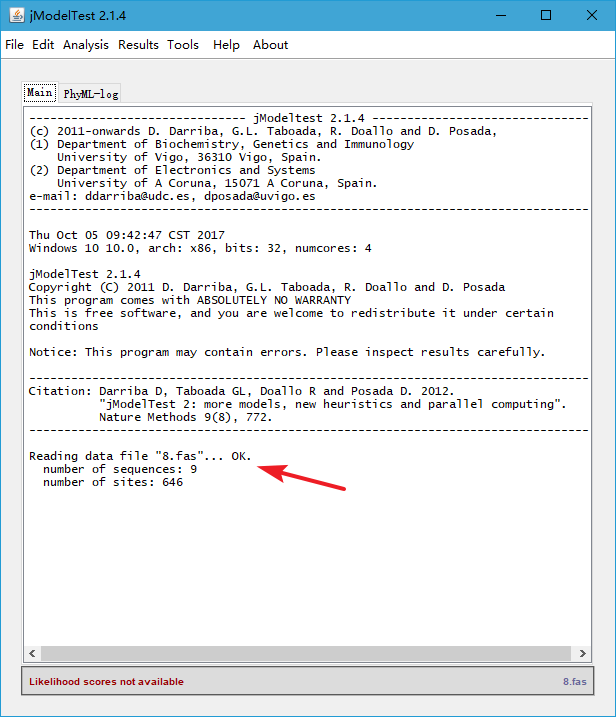 jModelTest 2.1.4
File Edit Analysis Results Tools Help About
Main PhyML-log
------------------------------- jModeltest 2.1.4 -------------------------------
(c) 2011-onwards D. Darriba, G.L. Taboada, R. Doallo and D. Posada,
(1) Department of Biochemistry, Genetics and Immunology
    University of Vigo, 36310 Vigo, Spain.
(2) Department of Electronics and Systems
    University of A Coruna, 15071 A Coruna, Spain.
e-mail: ddarriba@udc.es, dposada@uvigo.es
--------------------------------------------------------------------------------
Thu Oct 05 09:42:47 CST 2017
Windows 10 10.0, arch: x86, bits: 32, numcores: 4
jModelTest 2.1.4
Copyright (C) 2011 D. Darriba, G.L. Taboada, R. Doallo and D. Posada
This program comes with ABSOLUTELY NO WARRANTY
This is free software, and you are welcome to redistribute it under certain
conditions
Notice: This program may contain errors. Please inspect results carefully.
--------------------------------------------------------------------------------
Citation: Darriba D, Taboada GL, Doallo R and Posada D. 2012.
          "jModelTest 2: more models, new heuristics and parallel computing".
          Nature Methods 9(8), 772.
--------------------------------------------------------------------------------
Reading data file "8.fas"... OK.
  number of sequences: 9
  number of sites: 646
Likelihood scores not available 8.fas